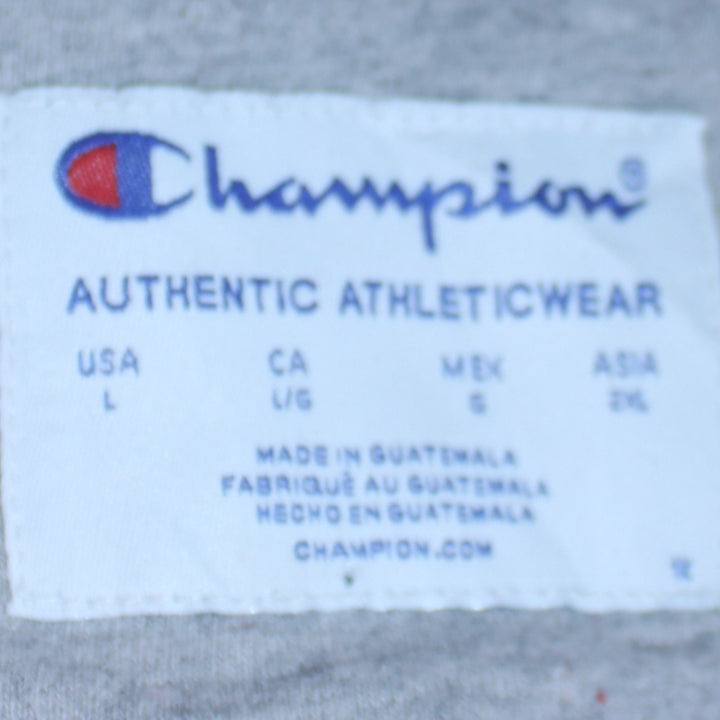 Champion®
AUTHENTIC ATHLETICWEAR
USA CA MEX ASIA
L L/G G 2XL
MADE IN GUATEMALA
FABRIQUÉ AU GUATEMALA
HECHO EN GUATEMALA
CHAMPION.COM